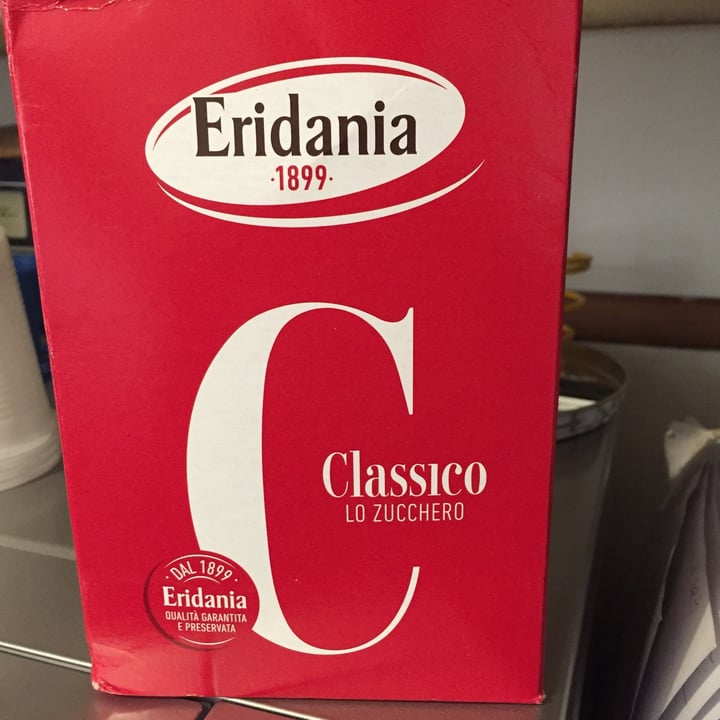 Eridania
·1899·
Classico
LO ZUCCHERO
· DAL 1899 ·
Eridania
QUALITÀ GARANTITA
E PRESERVATA
C